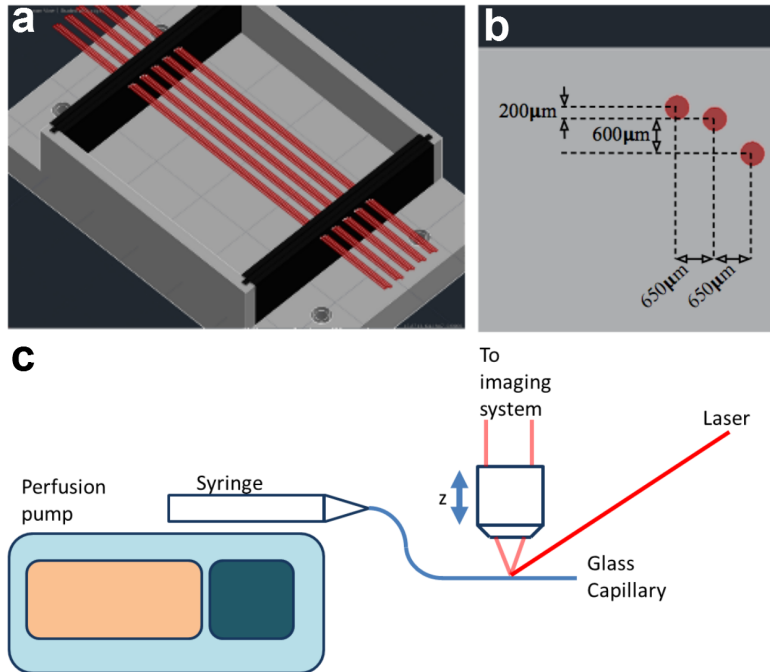 a
b
200μm
600μm
650μm 650μm
c
To
imaging
system
Laser
Perfusion
pump
Syringe
z
Glass
Capillary